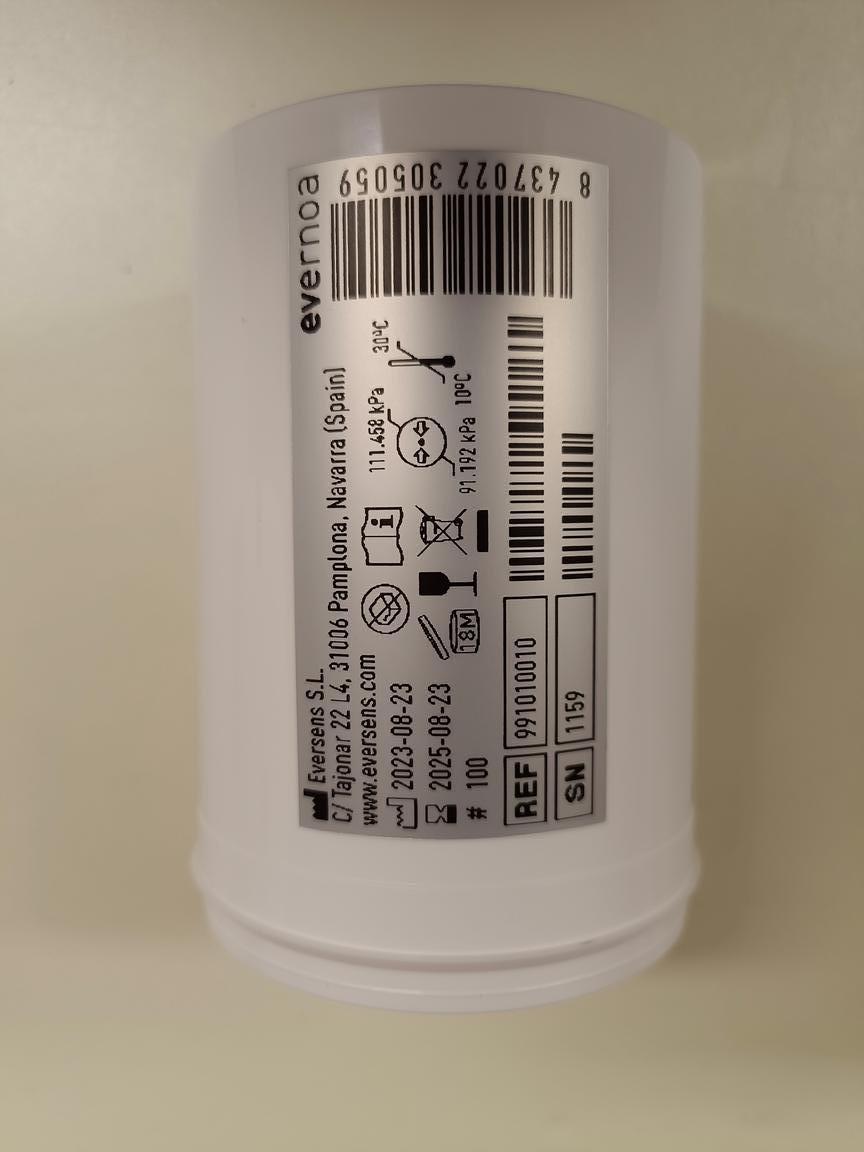 Eversens S.L.
C/ Tajonar 22 L4, 31006 Pamplona, Navarra (Spain)
www.eversens.com
evernoa
2023-08-23
2025-08-23
# 100
18M
111.458 kPa
91.192 kPa
30ºC
10ºC
REF 991010010
SN 1159
8 437022 305059